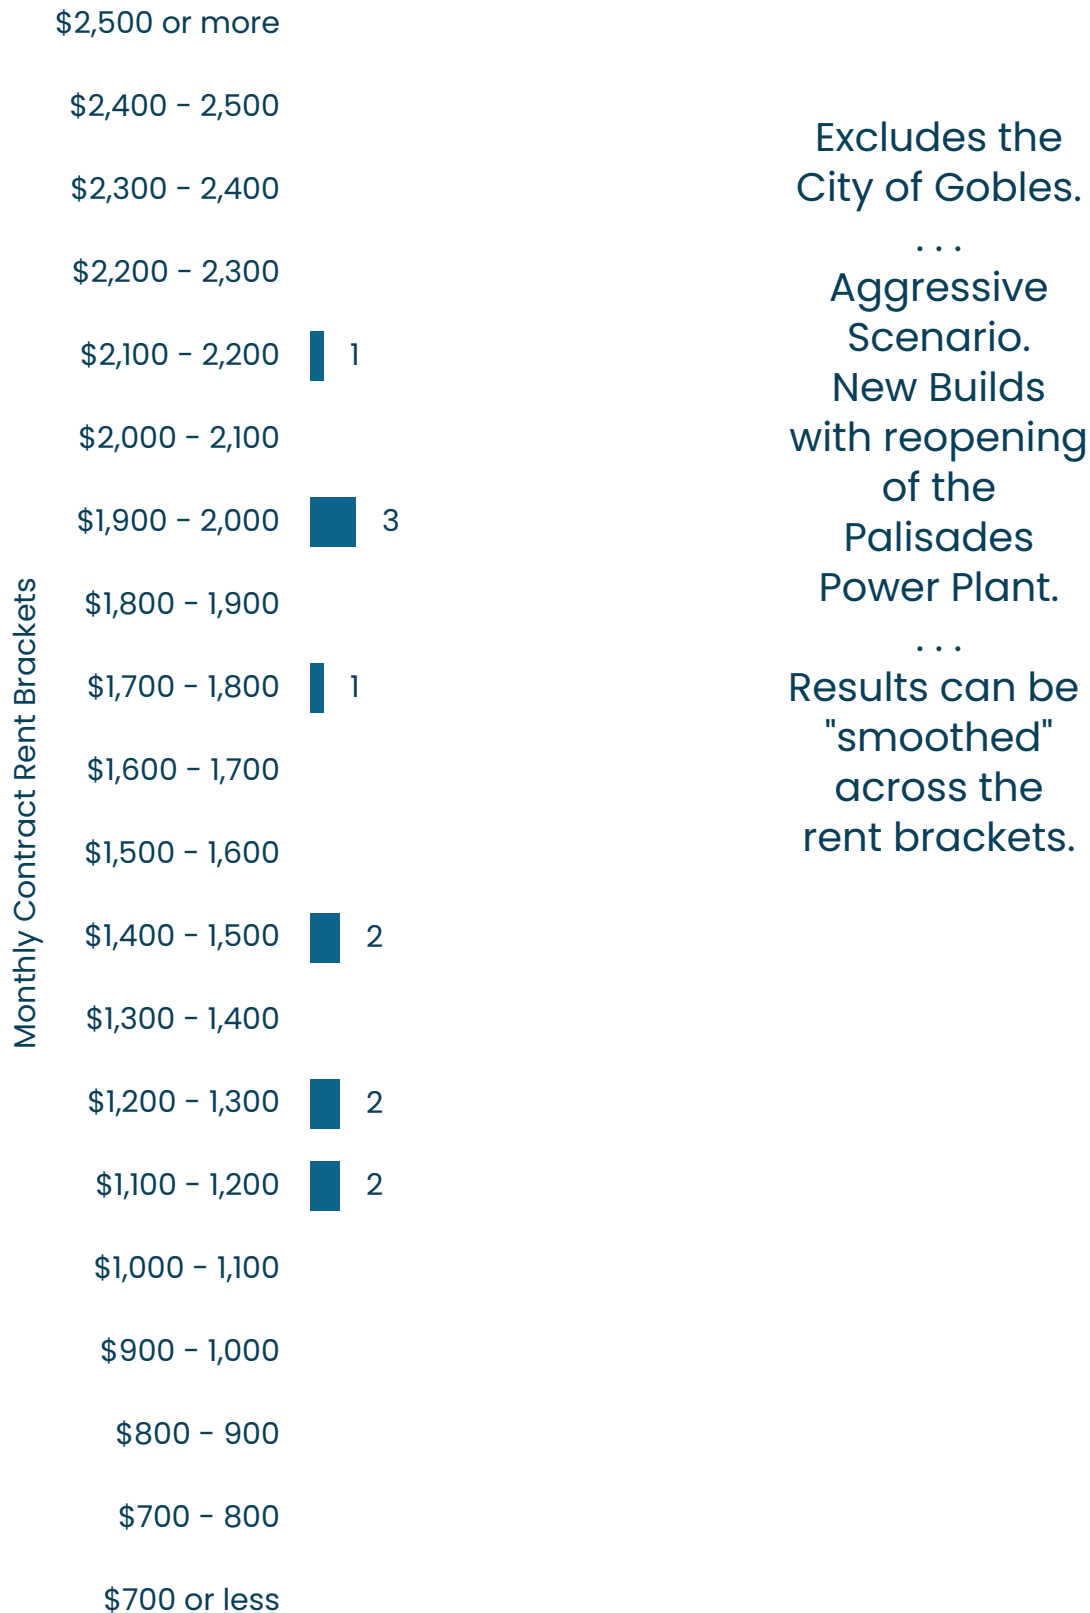 $2,500 or more
$2,400 - 2,500
$2,300 - 2,400
$2,200 - 2,300
$2,100 - 2,200 1
$2,000 - 2,100
$1,900 - 2,000 3
$1,800 - 1,900
$1,700 - 1,800 1
$1,600 - 1,700
$1,500 - 1,600
$1,400 - 1,500 2
$1,300 - 1,400
$1,200 - 1,300 2
$1,100 - 1,200 2
$1,000 - 1,100
$900 - 1,000
$800 - 900
$700 - 800
$700 or less
Monthly Contract Rent Brackets
Excludes the
City of Gobles.
. . .
Aggressive
Scenario.
New Builds
with reopening
of the
Palisades
Power Plant.
. . .
Results can be
"smoothed"
across the
rent brackets.